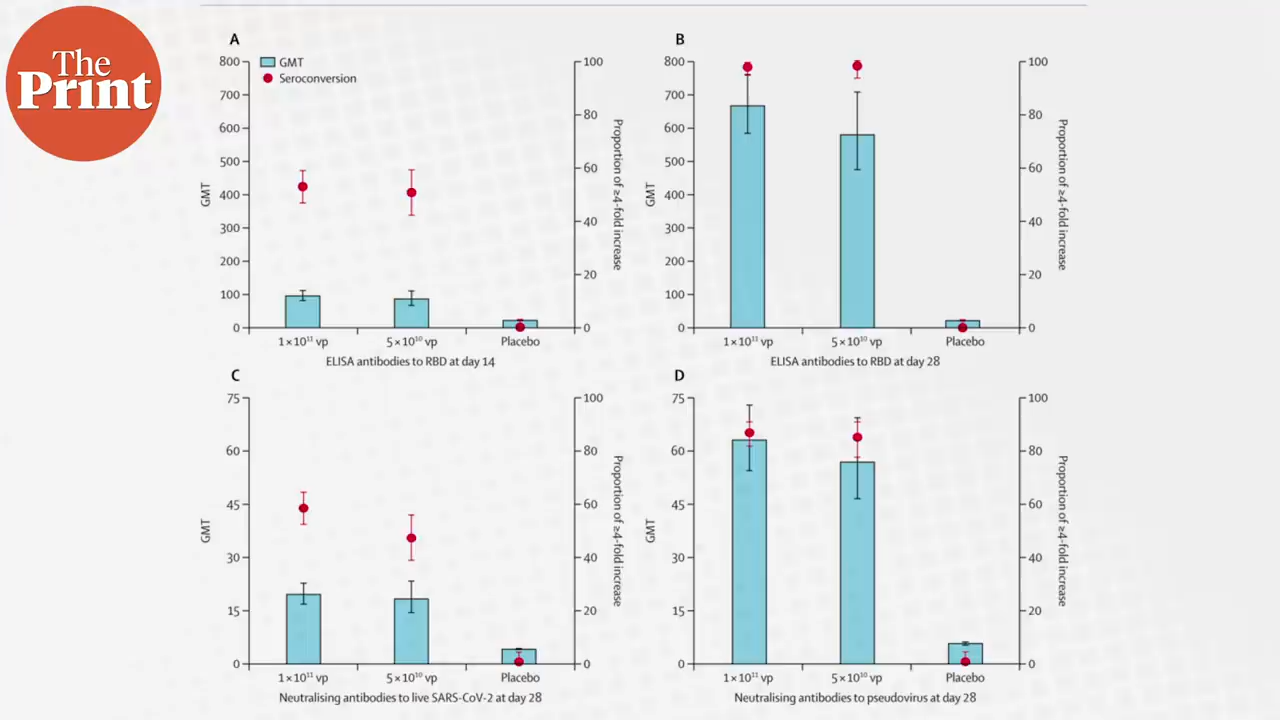 The
Print
A
GMT
Seroconversion
800
700
600
500
400
300
200
100
0
GMT
100
80
60
40
20
0
Proportion of ≥4-fold increase
1×10¹¹ vp
5×10¹⁰ vp
Placebo
ELISA antibodies to RBD at day 14
B
800
700
600
500
400
300
200
100
0
GMT
100
80
60
40
20
0
Proportion of ≥4-fold increase
1×10¹¹ vp
5×10¹⁰ vp
Placebo
ELISA antibodies to RBD at day 28
C
75
60
45
30
15
0
GMT
100
80
60
40
20
0
Proportion of ≥4-fold increase
1×10¹¹ vp
5×10¹⁰ vp
Placebo
Neutralising antibodies to live SARS-CoV-2 at day 28
D
75
60
45
30
15
0
GMT
100
80
60
40
20
0
Proportion of ≥4-fold increase
1×10¹¹ vp
5×10¹⁰ vp
Placebo
Neutralising antibodies to pseudovirus at day 28